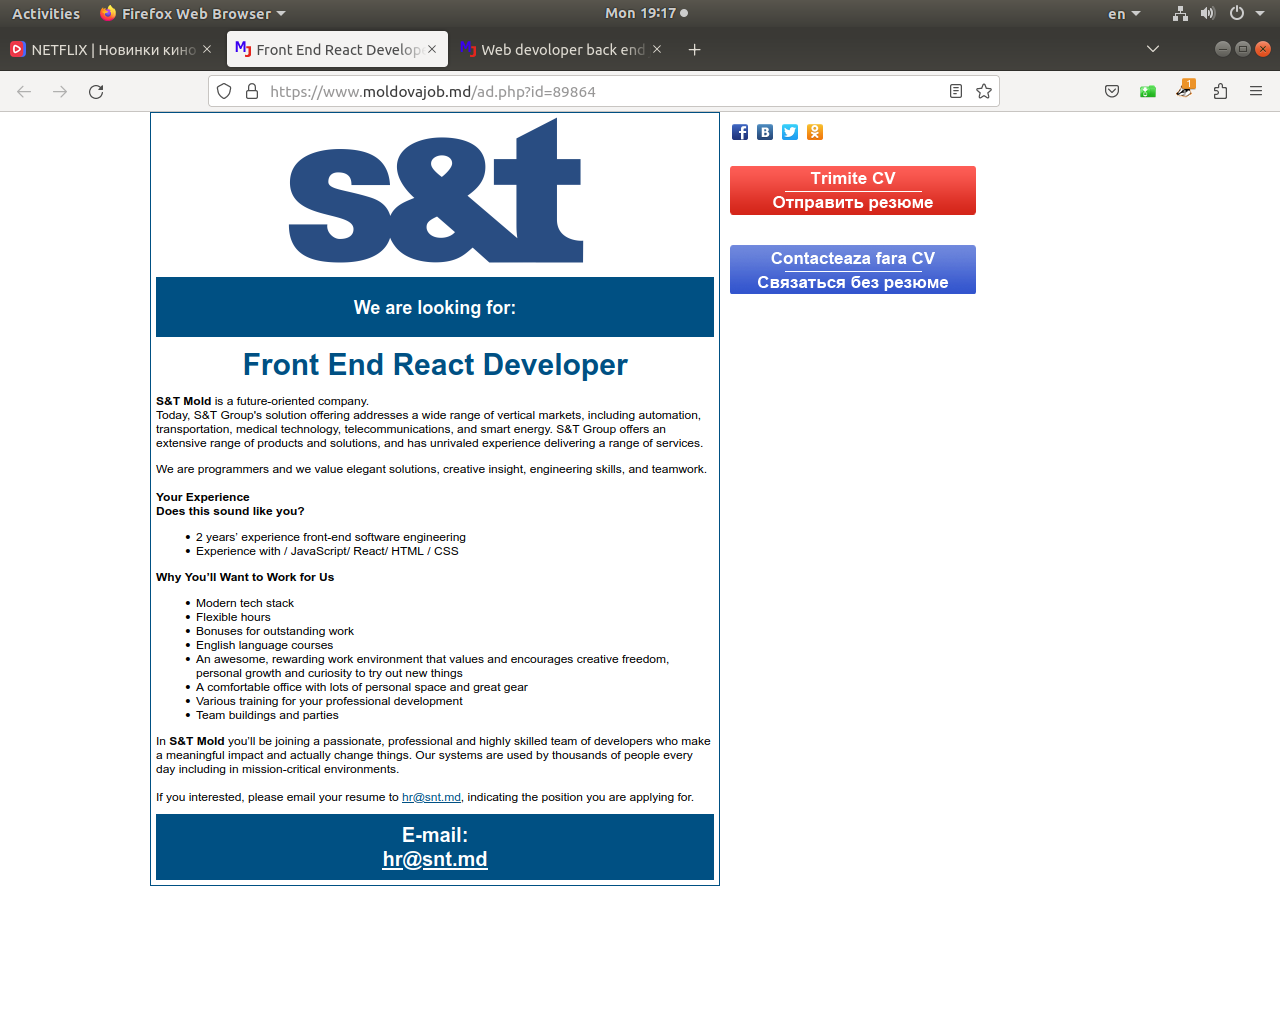 Activities Firefox Web Browser Mon 19:17 en
NETFLIX | Новинки кино Front End React Develope Web devoloper back end
https://www.moldovajob.md/ad.php?id=89864
1
s&t
Trimite CV
Отправить резюме
Contacteaza fara CV
Связаться без резюме
We are looking for:
Front End React Developer
S&T Mold is a future-oriented company.
Today, S&T Group's solution offering addresses a wide range of vertical markets, including automation,
transportation, medical technology, telecommunications, and smart energy. S&T Group offers an
extensive range of products and solutions, and has unrivaled experience delivering a range of services.
We are programmers and we value elegant solutions, creative insight, engineering skills, and teamwork.
Your Experience
Does this sound like you?
• 2 years’ experience front-end software engineering
• Experience with / JavaScript/ React/ HTML / CSS
Why You’ll Want to Work for Us
• Modern tech stack
• Flexible hours
• Bonuses for outstanding work
• English language courses
• An awesome, rewarding work environment that values and encourages creative freedom,
personal growth and curiosity to try out new things
• A comfortable office with lots of personal space and great gear
• Various training for your professional development
• Team buildings and parties
In S&T Mold you’ll be joining a passionate, professional and highly skilled team of developers who make
a meaningful impact and actually change things. Our systems are used by thousands of people every
day including in mission-critical environments.
If you interested, please email your resume to hr@snt.md, indicating the position you are applying for.
E-mail:
hr@snt.md